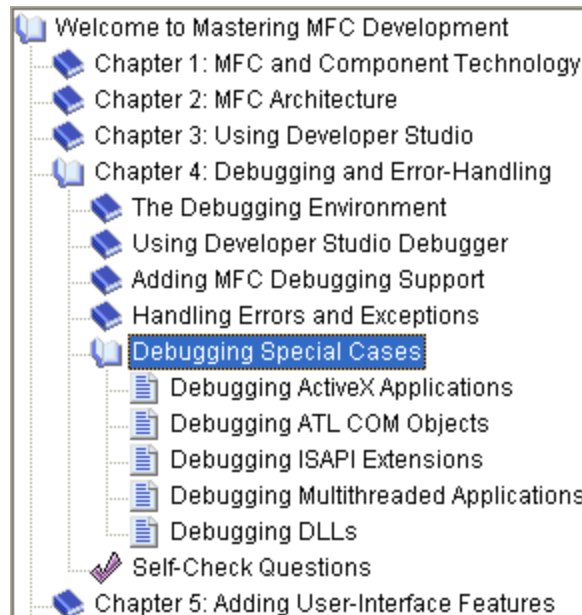 Welcome to Mastering MFC Development
Chapter 1: MFC and Component Technology
Chapter 2: MFC Architecture
Chapter 3: Using Developer Studio
Chapter 4: Debugging and Error-Handling
The Debugging Environment
Using Developer Studio Debugger
Adding MFC Debugging Support
Handling Errors and Exceptions
Debugging Special Cases
Debugging ActiveX Applications
Debugging ATL COM Objects
Debugging ISAPI Extensions
Debugging Multithreaded Applications
Debugging DLLs
Self-Check Questions
Chapter 5: Adding User-Interface Features